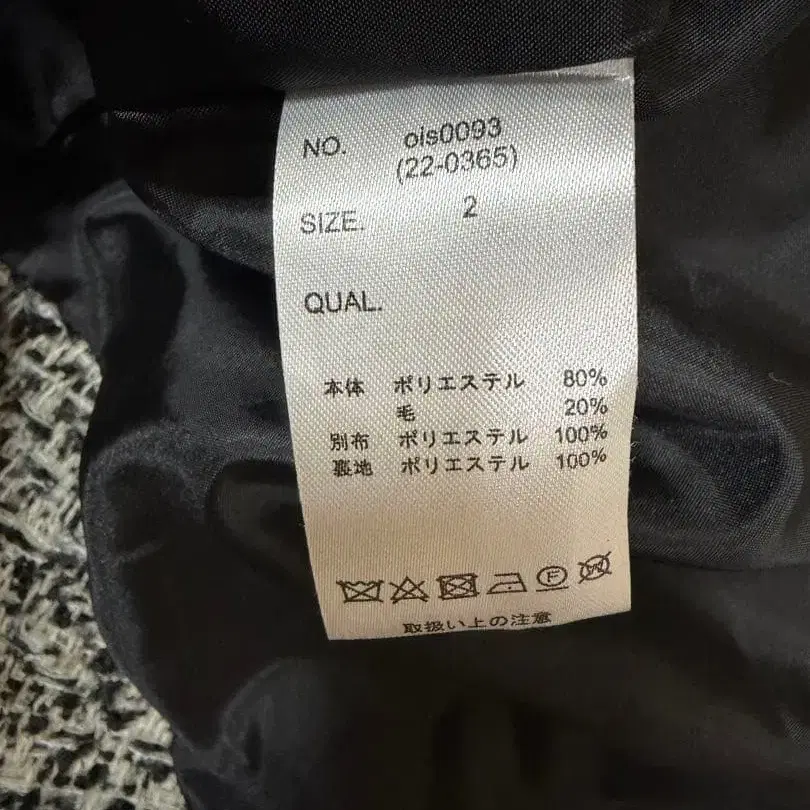 NO. ois0093
(22-0365)
SIZE. 2
QUAL.
本体 ポリエステル 80%
毛 20%
別布 ポリエステル 100%
裏地 ポリエステル 100%
F W
取扱い上の注意